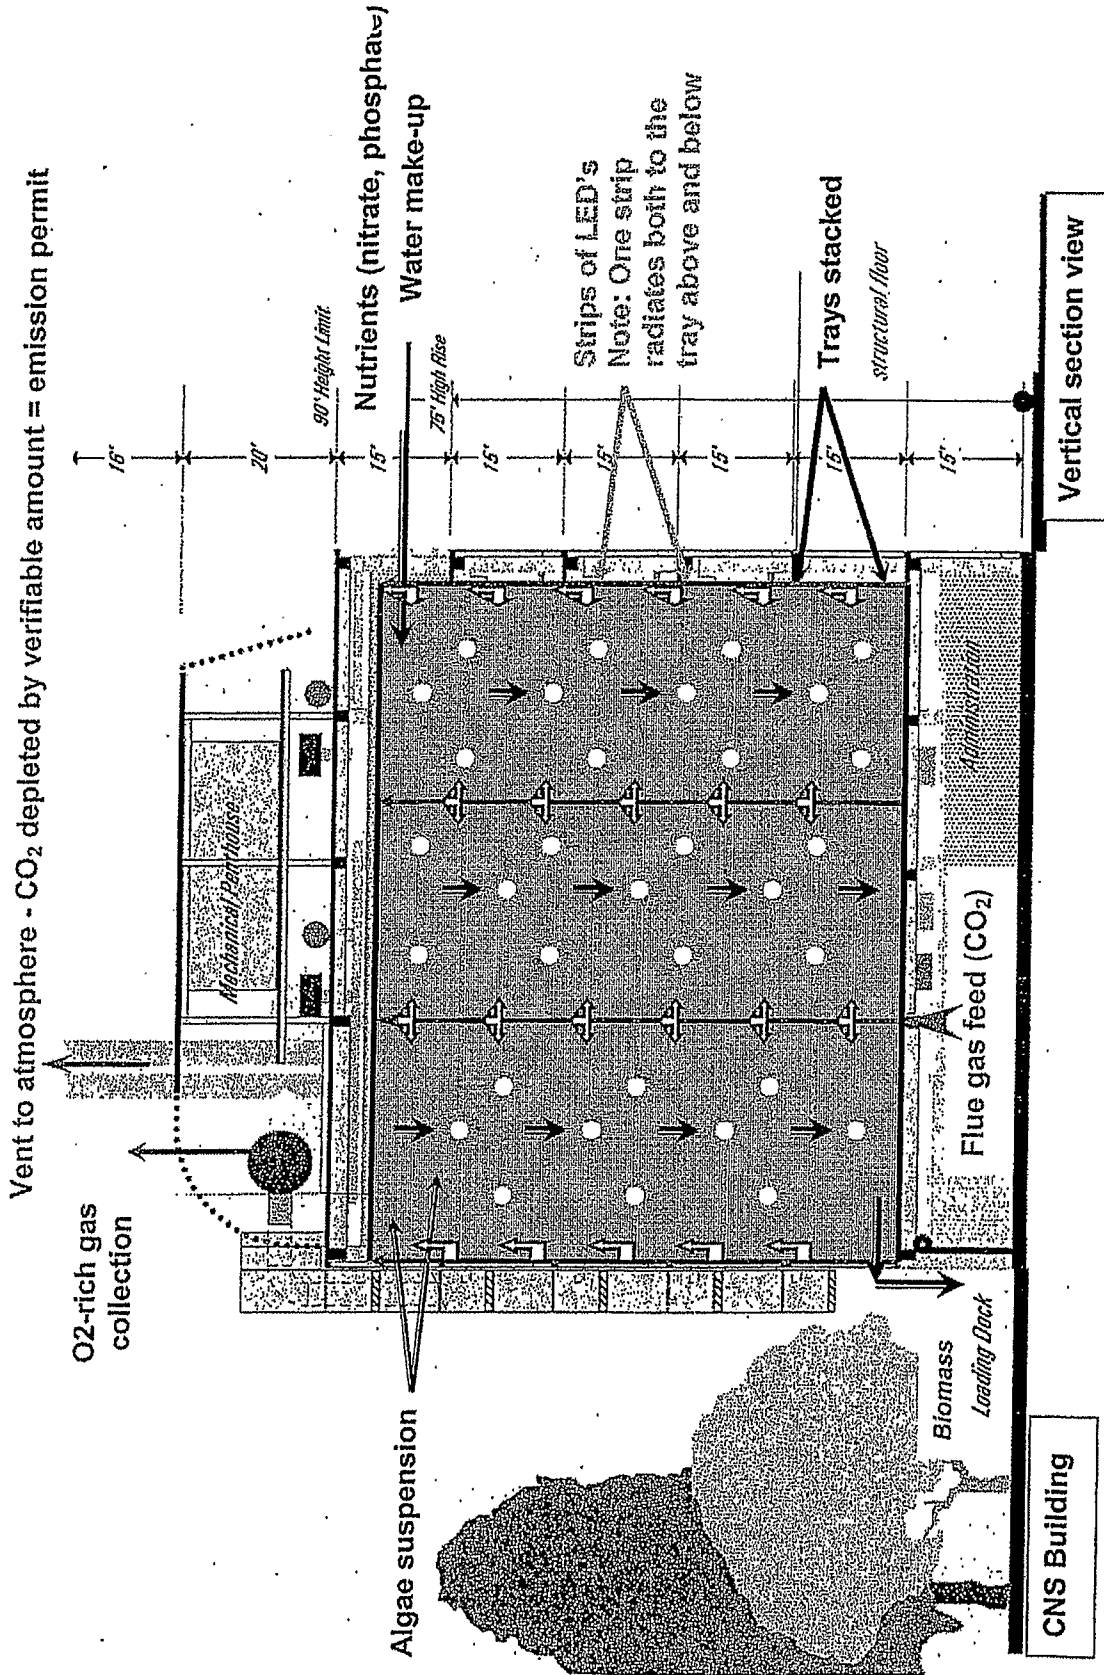 Vent to atmosphere - CO₂ depleted by verifiable amount = emission permit
O2-rich gas
collection
16'
20'
Mechanical Penthouse
90' Height Limit
Nutrients (nitrate, phosphate)
Water make-up
15'
75' High Rise
15'
15'
15'
15'
15'
Algae suspension
Strips of LED's
Note: One strip
radiates both to the
tray above and below
Trays stacked
structural floor
Administration
Flue gas feed (CO₂)
Biomass
Loading Dock
CNS Building
Vertical section view